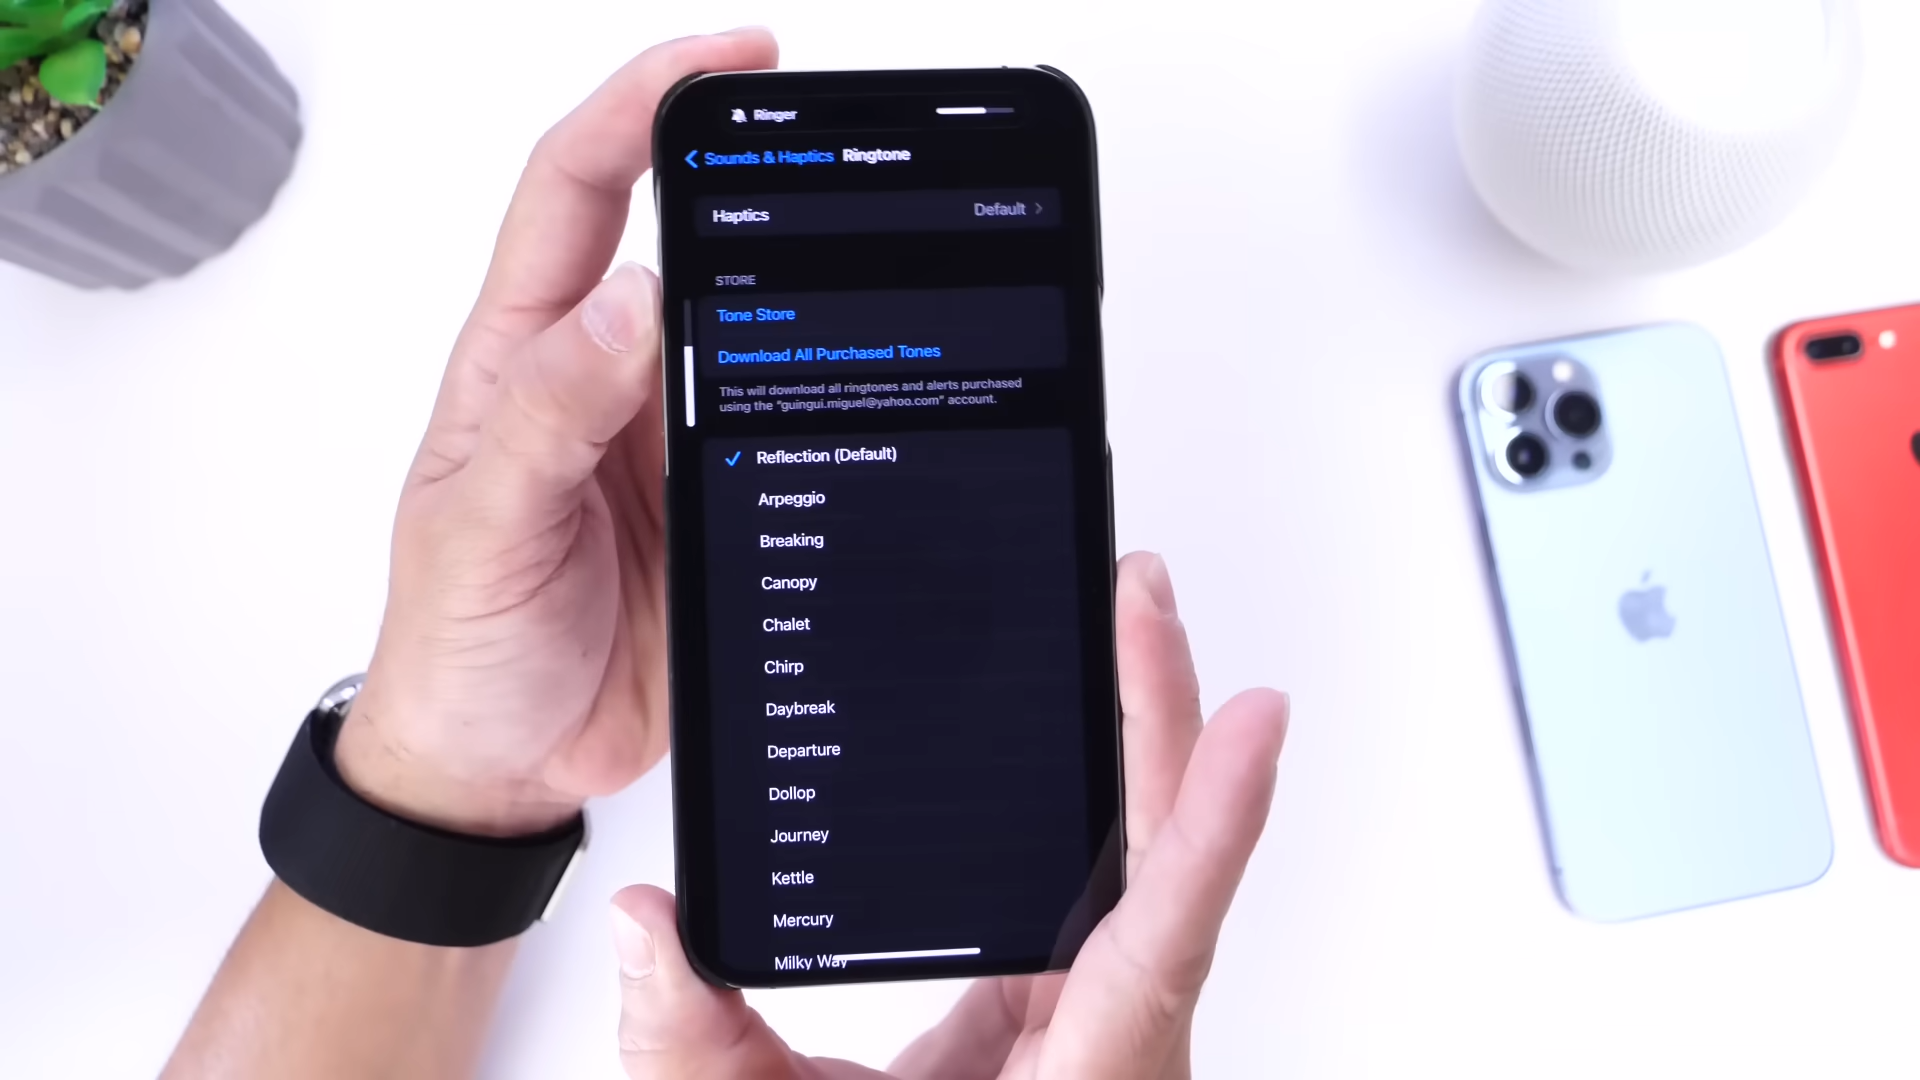 Ringer
Sounds & Haptics Ringtone
Haptics Default
STORE
Tone Store
Download All Purchased Tones
This will download all ringtones and alerts purchased
using the "guingui.miguel@yahoo.com" account.
Reflection (Default)
Arpeggio
Breaking
Canopy
Chalet
Chirp
Daybreak
Departure
Dollop
Journey
Kettle
Mercury
Milky Way